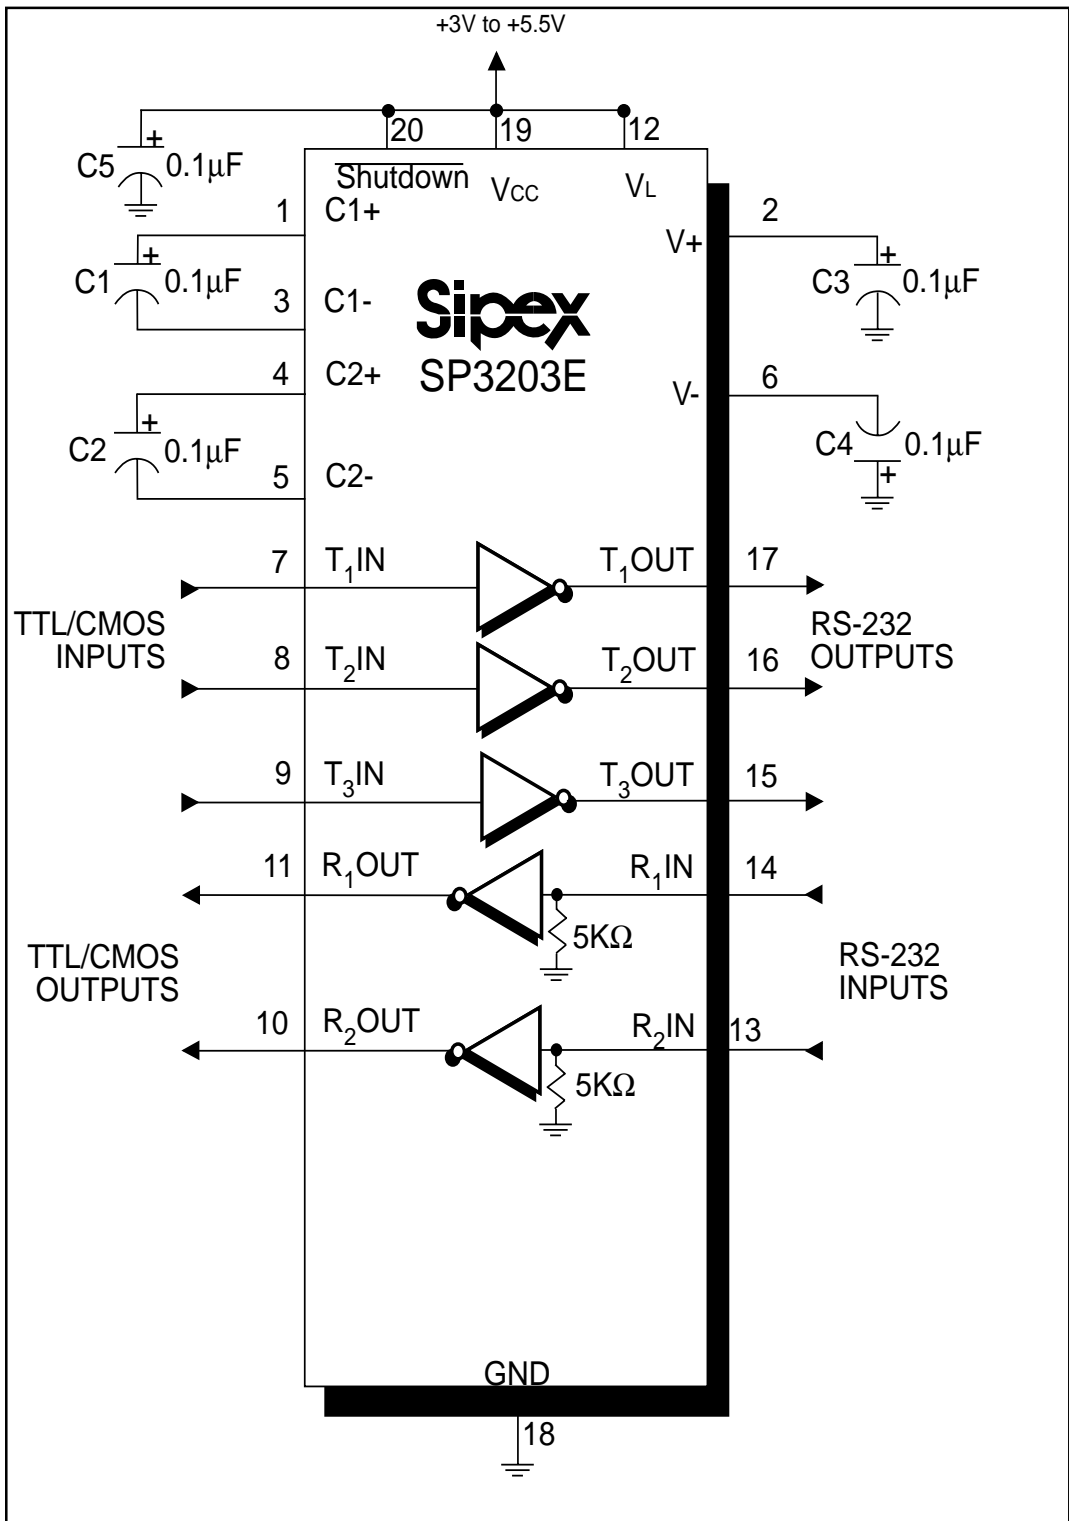 +3V to +5.5V
20 19 12
C5 + 0.1µF
Shutdown VCC VL
1 C1+ V+ 2
C1 + 0.1µF
C3 + 0.1µF
3 C1-
Sipex
SP3203E
4 C2+ V- 6
C2 + 0.1µF
C4 0.1µF +
5 C2-
7 T1IN T1OUT 17
TTL/CMOS INPUTS
RS-232 OUTPUTS
8 T2IN T2OUT 16
9 T3IN T3OUT 15
11 R1OUT R1IN 14
5KΩ
TTL/CMOS OUTPUTS
RS-232 INPUTS
10 R2OUT R2IN 13
5KΩ
GND
18